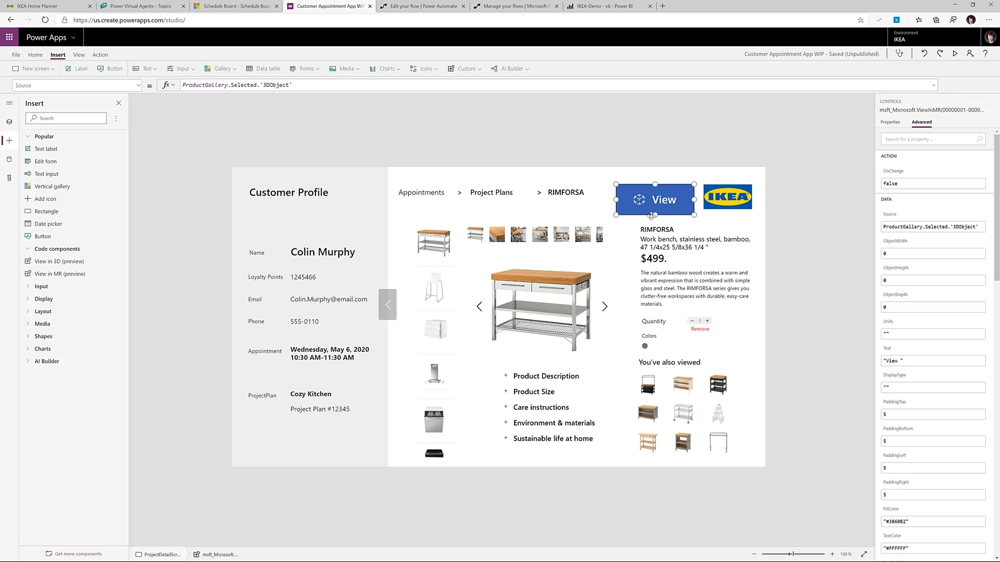 IKEA Home Planner
Power Virtual Agents - Topics
Schedule Board - Schedule Boar
Customer Appointment App WIP
Edit your flow | Power Automate
Manage your flows | Microsoft P
IKEA-Demo - v6 - Power BI
https://us.create.powerapps.com/studio/
Power Apps
Environment
IKEA
File Home Insert View Action
Customer Appointment App WIP - Saved (Unpublished)
New screen Label Button Text Input Gallery Data table Forms Media Charts Icons Custom AI Builder
Source = fx ProductGallery.Selected.'3DObject'
Insert
Search
Popular
Text label
Edit form
Text input
Vertical gallery
Add icon
Rectangle
Date picker
Button
Code components
View in 3D (preview)
View in MR (preview)
Input
Display
Layout
Media
Shapes
Charts
AI Builder
Get more components
Customer Profile
Name Colin Murphy
Loyalty Points 1245466
Email Colin.Murphy@email.com
Phone 555-0110
Appointment Wednesday, May 6, 2020
10:30 AM-11:30 AM
ProjectPlan Cozy Kitchen
Project Plan #12345
Appointments > Project Plans > RIMFORSA
View
IKEA
RIMFORSA
Work bench, stainless steel, bamboo,
47 1/4x25 5/8x36 1/4 "
$499.
The natural bamboo wood creates a warm and
vibrant expression that is combined with simple
glass and steel. The RIMFORSA series gives you
clutter-free workspaces with durable, easy-care
materials.
Quantity − 1 +
Remove
Colors
You've also viewed
+ Product Description
+ Product Size
+ Care instructions
+ Environment & materials
+ Sustainable life at home
ProjectDetailScr...
msft_Microsoft....
100 %
CONTROLS
msft_Microsoft.ViewInMR(00000001-0000...
Properties Advanced
Search for a property ...
ACTION
OnChange
false
DATA
Source
ProductGallery.Selected.'3DObject'
ObjectWidth
0
ObjectHeight
0
ObjectDepth
0
Units
""
Text
"View "
DisplayType
""
PaddingTop
5
PaddingBottom
5
PaddingLeft
5
PaddingRight
5
FillColor
"#3860B2"
TextColor
"#FFFFFF"